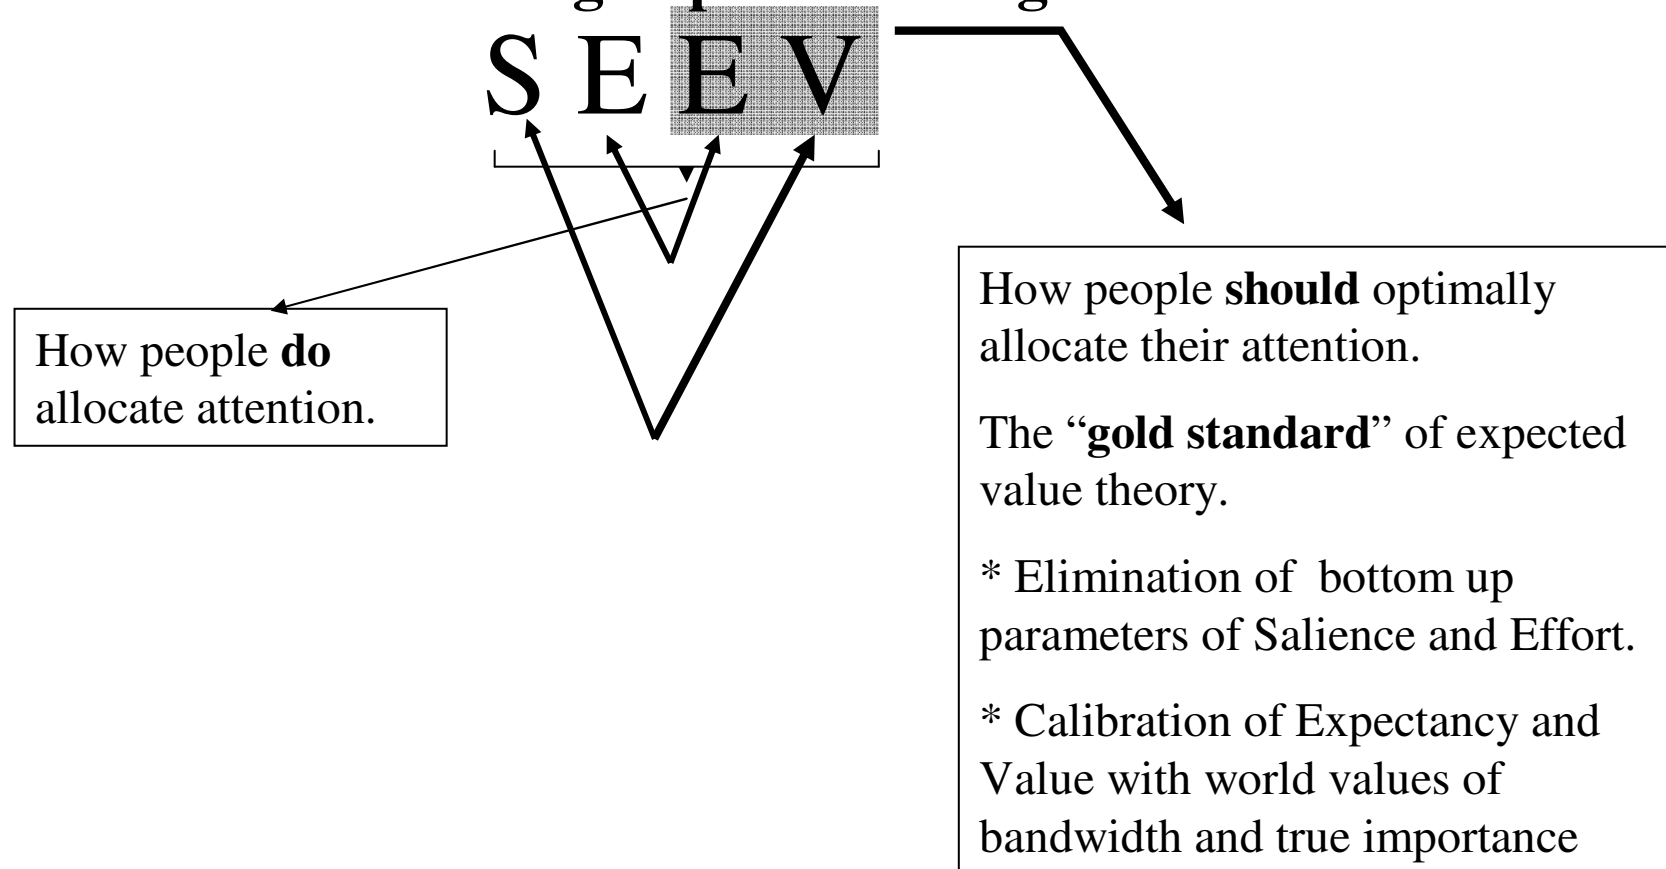 S E E V
How people do
allocate attention.
How people should optimally
allocate their attention.
The “gold standard” of expected
value theory.
* Elimination of  bottom up
parameters of Salience and Effort.
* Calibration of Expectancy and
Value with world values of
bandwidth and true importance